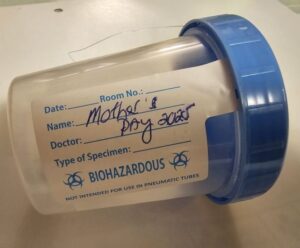 Date: Room No.:
Name: Mother's
Doctor: DAY 2025
Type of Specimen:
BIOHAZARDOUS
NOT INTENDED FOR USE IN PNEUMATIC TUBES